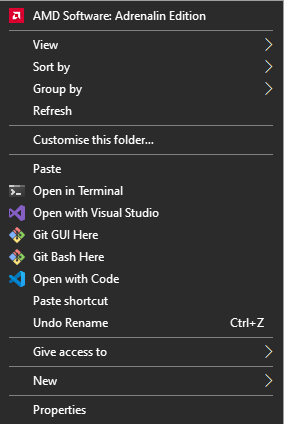 AMD Software: Adrenalin Edition
View
Sort by
Group by
Refresh
Customise this folder...
Paste
Open in Terminal
Open with Visual Studio
Git GUI Here
Git Bash Here
Open with Code
Paste shortcut
Undo Rename Ctrl+Z
Give access to
New
Properties